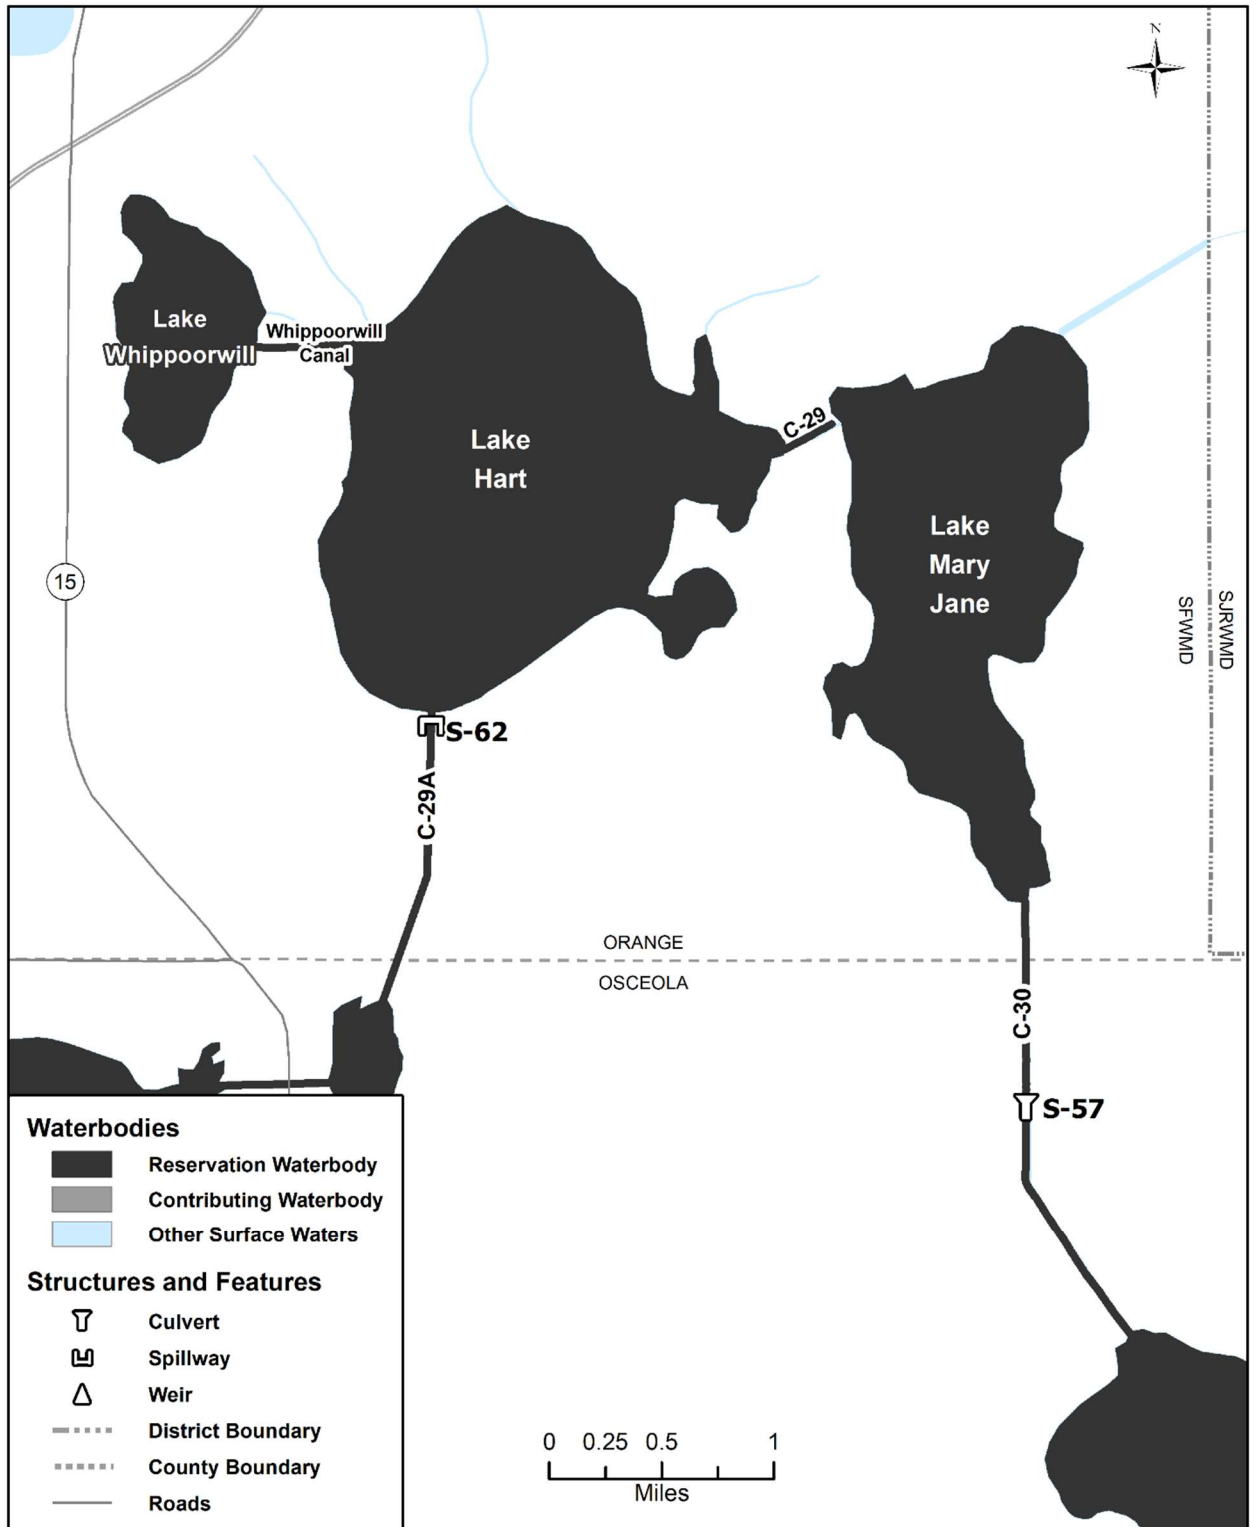 N
Lake
Whippoorwill
Whippoorwill
Canal
Lake
Hart
C-29
Lake
Mary
Jane
15
SFWMD
SJRWMD
S-62
C-29A
ORANGE
OSCEOLA
C-30
S-57
Waterbodies
Reservation Waterbody
Contributing Waterbody
Other Surface Waters
Structures and Features
Culvert
Spillway
Weir
District Boundary
County Boundary
Roads
0 0.25 0.5 1
Miles